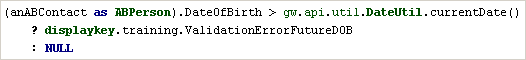 (anABContact as ABPerson).DateOfBirth > gw.api.util.DateUtil.currentDate()
? displaykey.training.ValidationErrorFutureDOB
: NULL